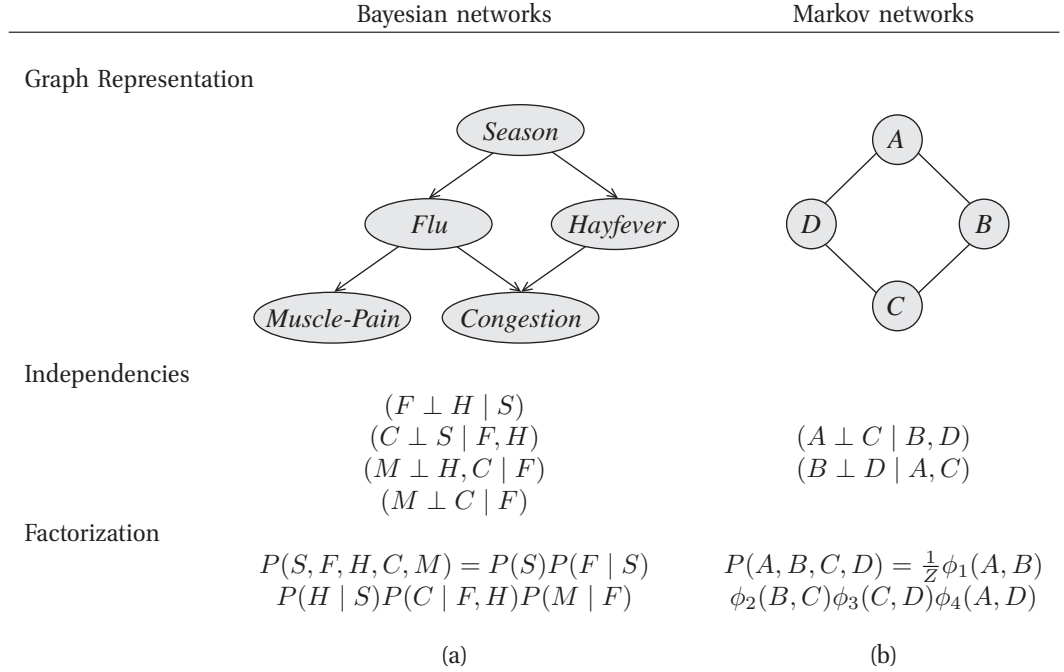 Bayesian networks Markov networks
Graph Representation
Season
Flu
Hayfever
Muscle-Pain
Congestion
A
D
B
C
Independencies
(F ⊥ H | S)
(C ⊥ S | F, H)
(M ⊥ H, C | F)
(M ⊥ C | F)
(A ⊥ C | B, D)
(B ⊥ D | A, C)
Factorization
P(S, F, H, C, M) = P(S)P(F | S)
P(H | S)P(C | F, H)P(M | F)
P(A, B, C, D) = 1/Z ϕ₁(A, B)
ϕ₂(B, C)ϕ₃(C, D)ϕ₄(A, D)
(a) (b)